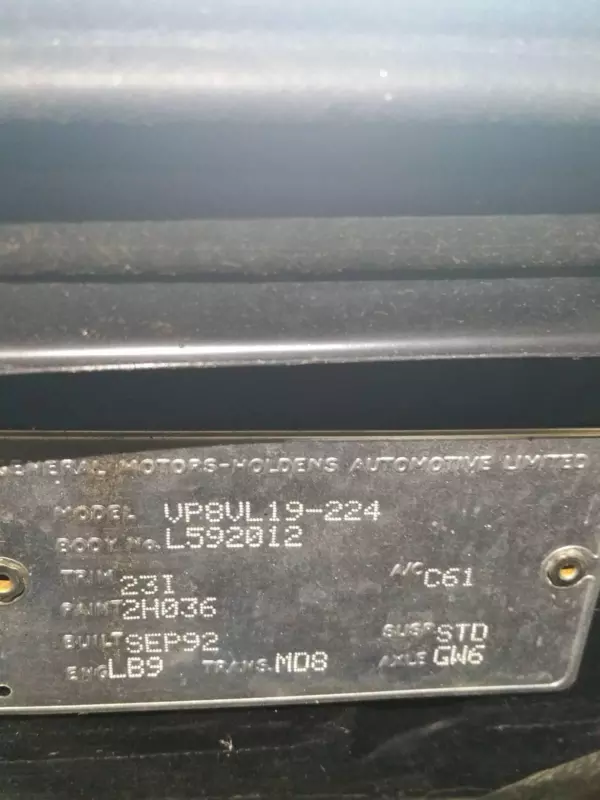 GENERAL MOTORS-HOLDENS AUTOMOTIVE LIMITED
MODEL VP8VL19-224
BODY No. L592012
TRIM 23I A/C C61
PAINT 2H036
BUILT SEP92 SUSP STD
ENG LB9 TRANS. MD8 AXLE GW6